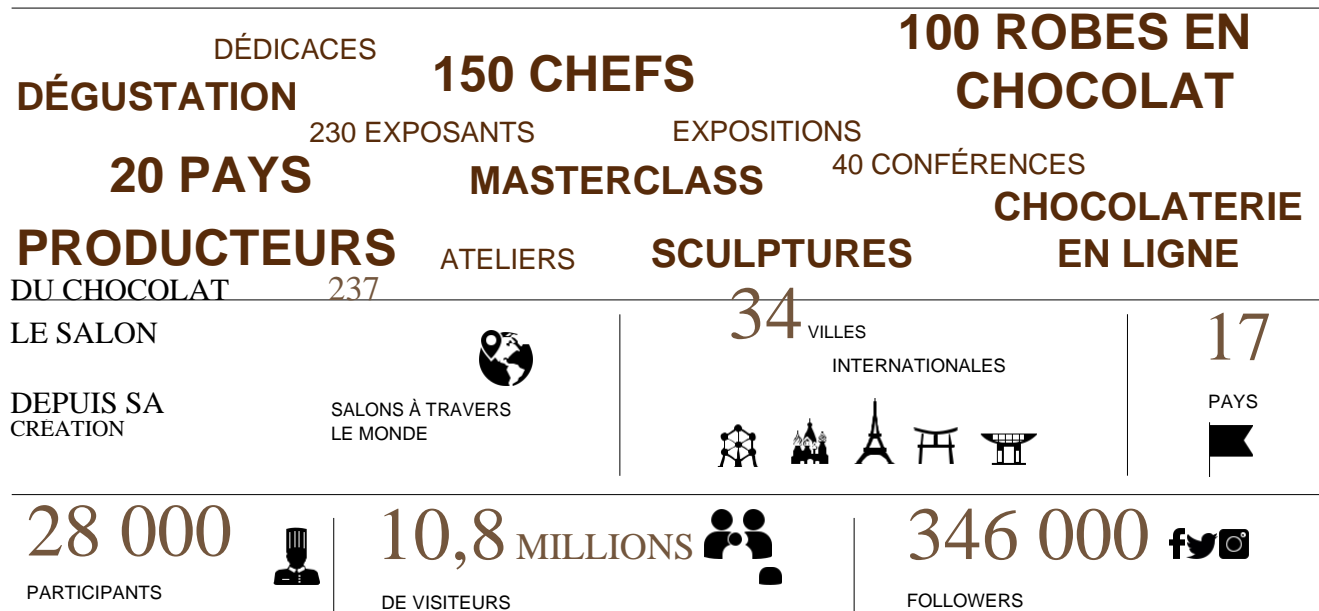 DÉDICACES
DÉGUSTATION
150 CHEFS
100 ROBES EN
CHOCOLAT
230 EXPOSANTS
EXPOSITIONS
20 PAYS
MASTERCLASS
40 CONFÉRENCES
CHOCOLATERIE
EN LIGNE
PRODUCTEURS
ATELIERS
SCULPTURES
DU CHOCOLAT
LE SALON
DEPUIS SA
CRÉATION
237
SALONS À TRAVERS
LE MONDE
34 VILLES
INTERNATIONALES
17
PAYS
28 000
PARTICIPANTS
10,8 MILLIONS
DE VISITEURS
346 000
FOLLOWERS